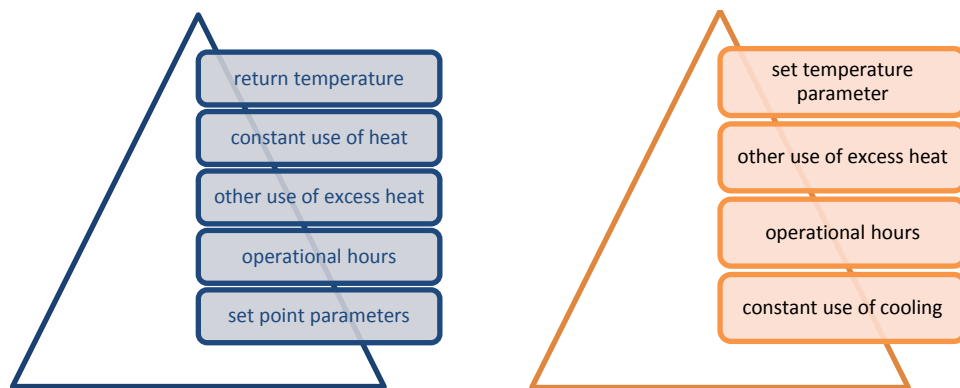 return temperature
constant use of heat
other use of excess heat
operational hours
set point parameters
set temperature
parameter
other use of excess heat
operational hours
constant use of cooling